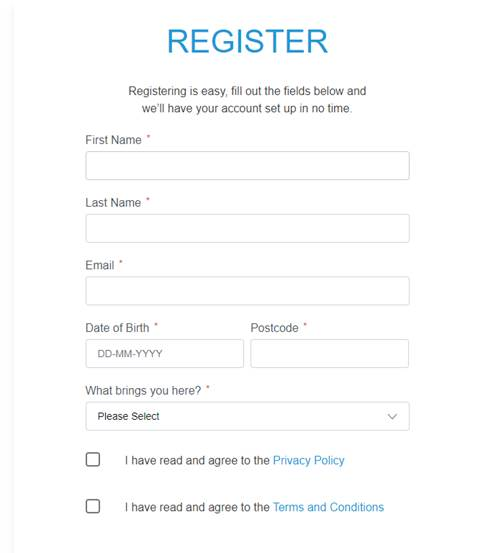 REGISTER
Registering is easy, fill out the fields below and
we'll have your account set up in no time.
First Name *
Last Name *
Email *
Date of Birth * Postcode *
DD-MM-YYYY
What brings you here? *
Please Select
I have read and agree to the Privacy Policy
I have read and agree to the Terms and Conditions